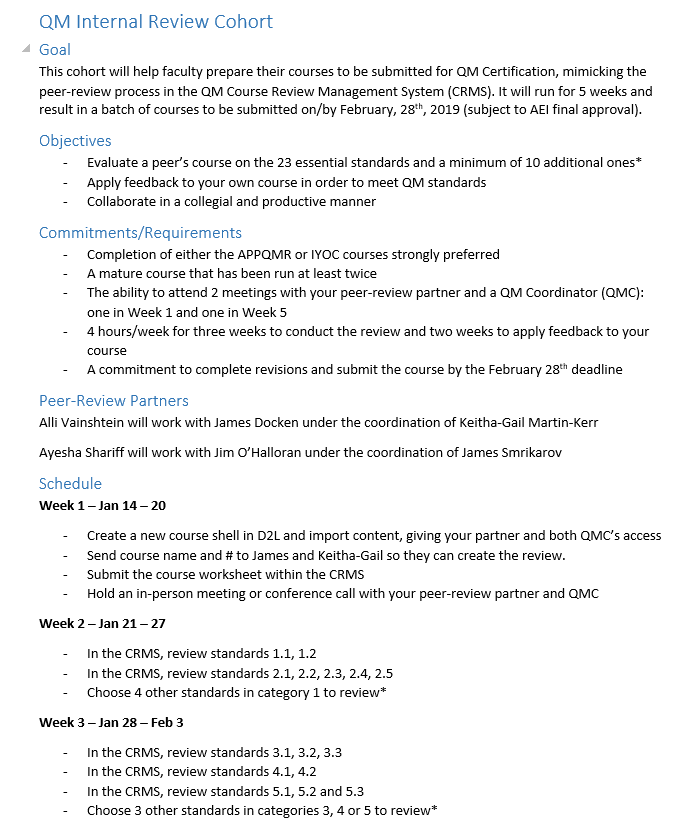 QM Internal Review Cohort
Goal
This cohort will help faculty prepare their courses to be submitted for QM Certification, mimicking the
peer-review process in the QM Course Review Management System (CRMS). It will run for 5 weeks and
result in a batch of courses to be submitted on/by February, 28th, 2019 (subject to AEI final approval).
Objectives
- Evaluate a peer's course on the 23 essential standards and a minimum of 10 additional ones*
- Apply feedback to your own course in order to meet QM standards
- Collaborate in a collegial and productive manner
Commitments/Requirements
- Completion of either the APPQMR or IYOC courses strongly preferred
- A mature course that has been run at least twice
- The ability to attend 2 meetings with your peer-review partner and a QM Coordinator (QMC):
one in Week 1 and one in Week 5
- 4 hours/week for three weeks to conduct the review and two weeks to apply feedback to your
course
- A commitment to complete revisions and submit the course by the February 28th deadline
Peer-Review Partners
Alli Vainshtein will work with James Docken under the coordination of Keitha-Gail Martin-Kerr
Ayesha Shariff will work with Jim O'Halloran under the coordination of James Smrikarov
Schedule
Week 1 – Jan 14 – 20
- Create a new course shell in D2L and import content, giving your partner and both QMC's access
- Send course name and # to James and Keitha-Gail so they can create the review.
- Submit the course worksheet within the CRMS
- Hold an in-person meeting or conference call with your peer-review partner and QMC
Week 2 – Jan 21 – 27
- In the CRMS, review standards 1.1, 1.2
- In the CRMS, review standards 2.1, 2.2, 2.3, 2.4, 2.5
- Choose 4 other standards in category 1 to review*
Week 3 – Jan 28 – Feb 3
- In the CRMS, review standards 3.1, 3.2, 3.3
- In the CRMS, review standards 4.1, 4.2
- In the CRMS, review standards 5.1, 5.2 and 5.3
- Choose 3 other standards in categories 3, 4 or 5 to review*